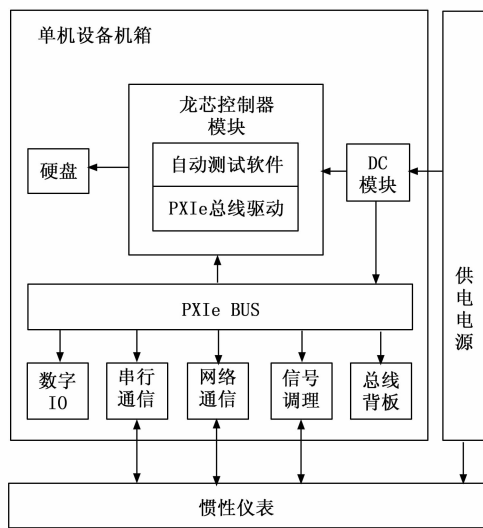 单机设备机箱
龙芯控制器
模块
自动测试软件
PXIe总线驱动
硬盘
DC
模块
供电电源
PXIe BUS
数字
IO
串行
通信
网络
通信
信号
调理
总线
背板
惯性仪表